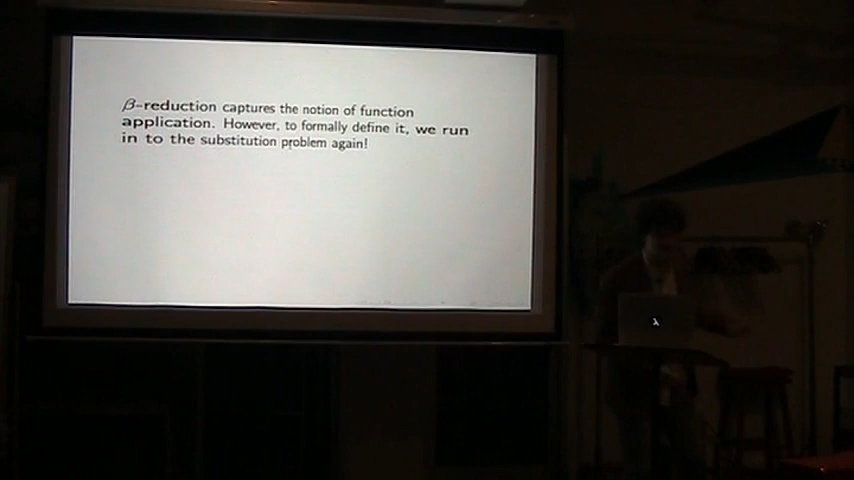 β-reduction captures the notion of function
application. However, to formally define it, we run
in to the substitution problem again!
λ